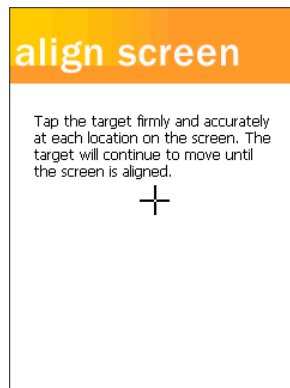 align screen
Tap the target firmly and accurately
at each location on the screen. The
target will continue to move until
the screen is aligned.